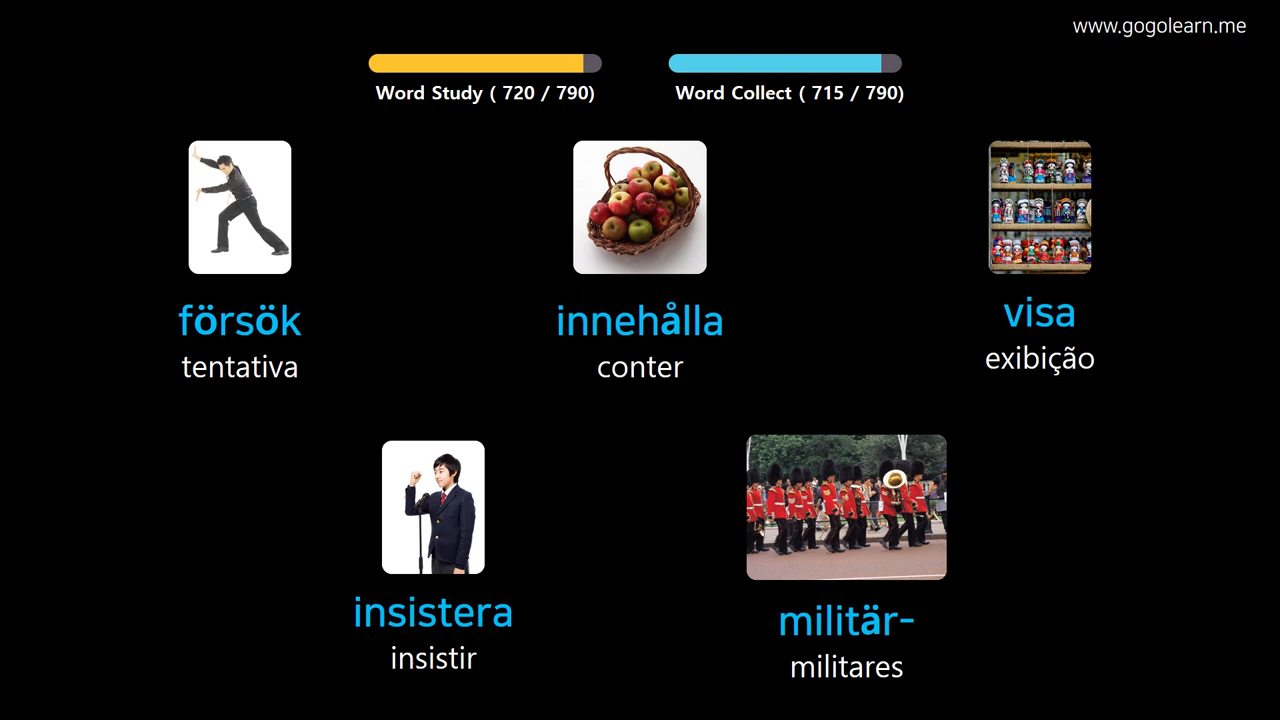 www.gogolearn.me
Word Study ( 720 / 790)
Word Collect ( 715 / 790)
försök
tentativa
innehålla
conter
visa
exibição
insistera
insistir
militär-
militares